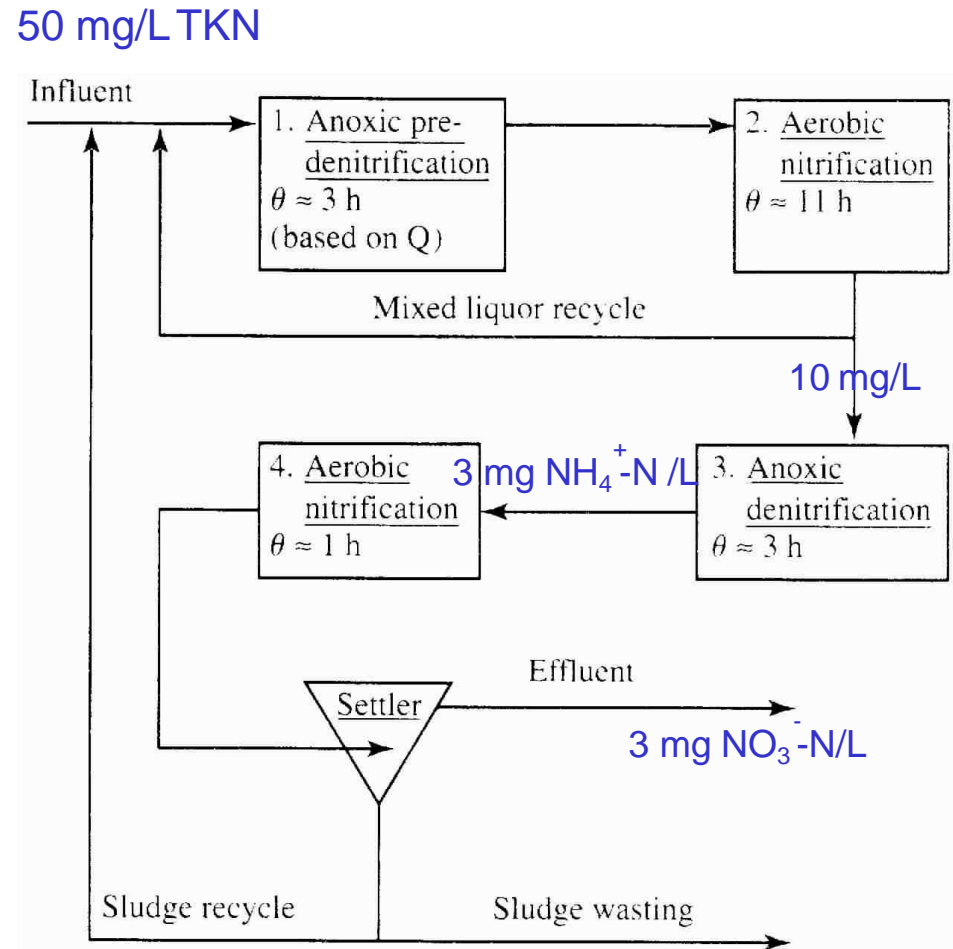 50 mg/L TKN
Influent
1. Anoxic pre-
denitrification
θ ≈ 3 h
(based on Q)
2. Aerobic
nitrification
θ ≈ 11 h
Mixed liquor recycle
10 mg/L
4. Aerobic
nitrification
θ ≈ 1 h
3 mg NH₄⁺-N /L
3. Anoxic
denitrification
θ ≈ 3 h
Effluent
Settler
3 mg NO₃⁻-N/L
Sludge recycle
Sludge wasting